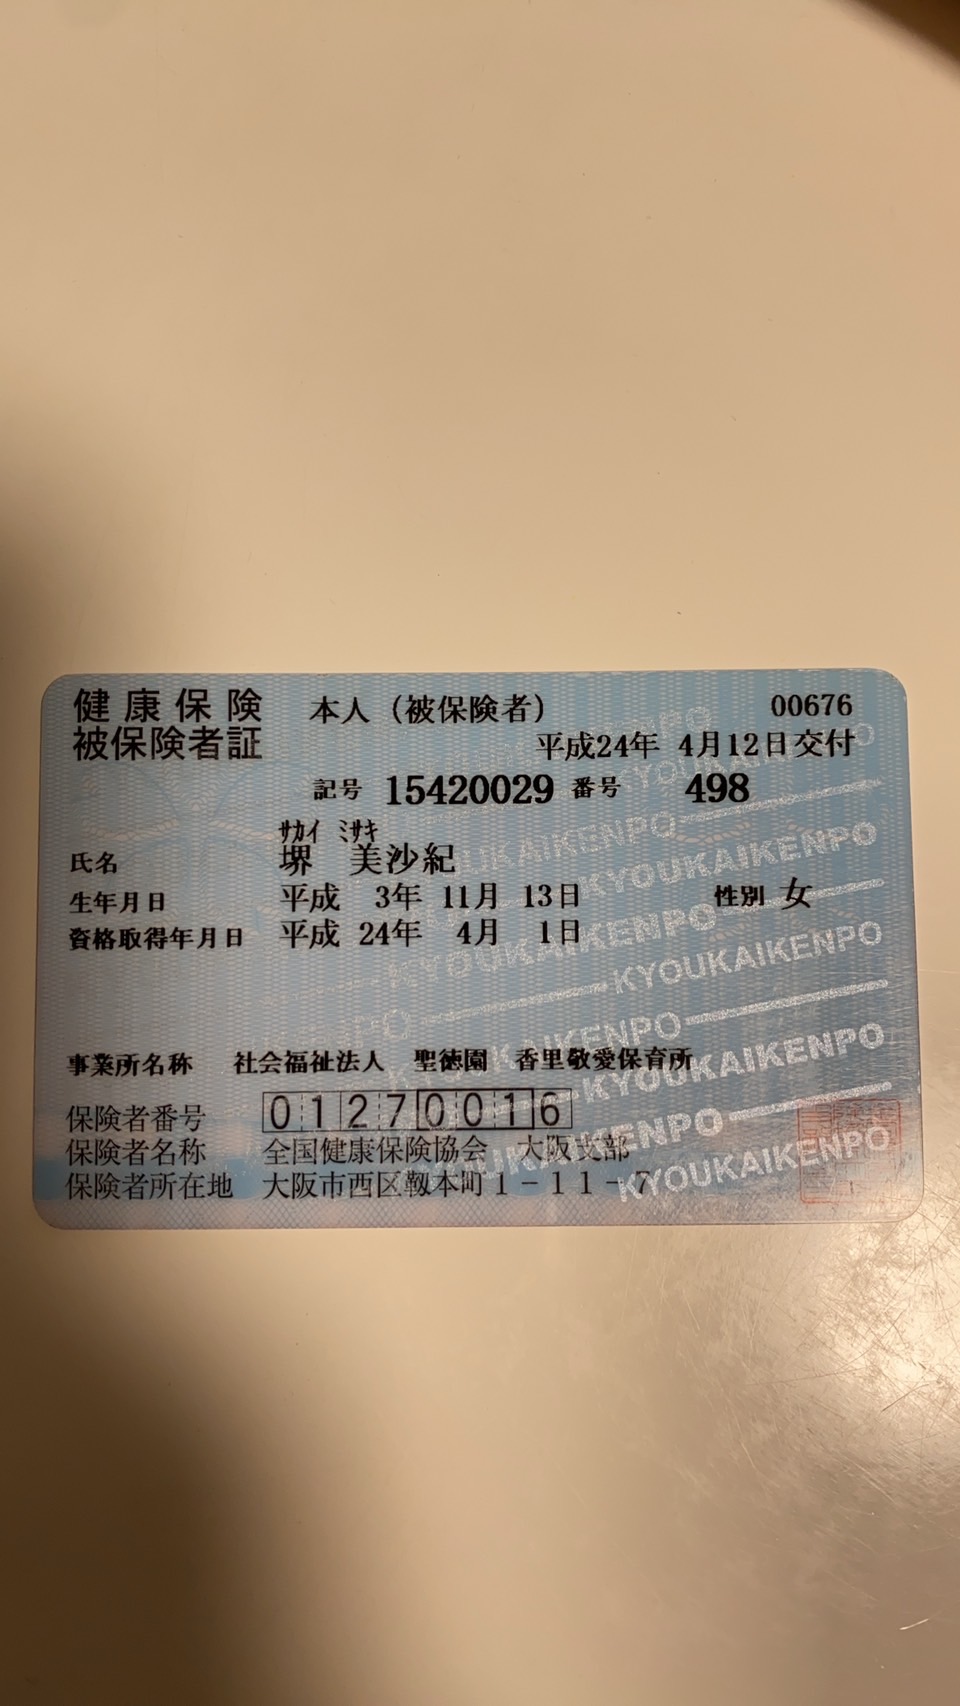 健康保険 本人（被保険者） 00676
被保険者証 平成24年 4月12日交付
記号 15420029 番号 498
ｻｶｲ ﾐｻｷ
氏名 堺 美沙紀
生年月日 平成 3年 11月 13日 性別 女
資格取得年月日 平成 24年 4月 1日
事業所名称 社会福祉法人 聖徳園 香里敬愛保育所
保険者番号 01270016
保険者名称 全国健康保険協会 大阪支部
保険者所在地 大阪市西区靱本町1－11－7
KYOUKAIKENPO
KYOUKAIKENPO
KYOUKAIKENPO
KYOUKAIKENPO
KYOUKAIKENPO
KYOUKAIKENPO